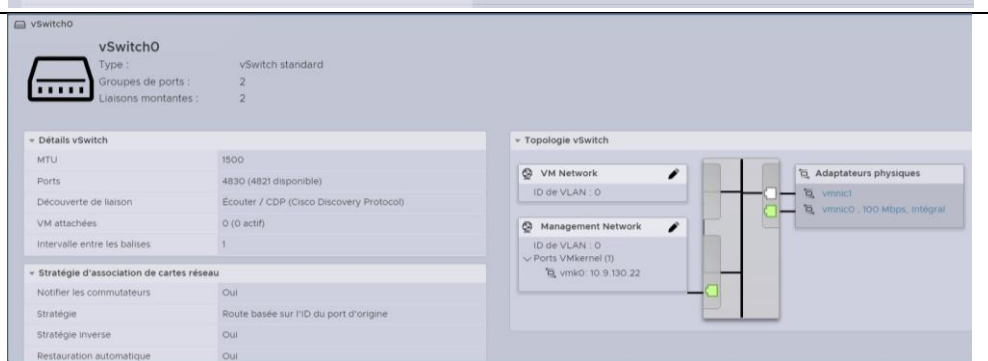 vSwitch0
vSwitch0
Type : vSwitch standard
Groupes de ports : 2
Liaisons montantes : 2
Détails vSwitch
MTU 1500
Ports 4830 (4821 disponible)
Découverte de liaison Écouter / CDP (Cisco Discovery Protocol)
VM attachées 0 (0 actif)
Intervalle entre les balises 1
Stratégie d'association de cartes réseau
Notifier les commutateurs Oui
Stratégie Route basée sur l'ID du port d'origine
Stratégie inverse Oui
Restauration automatique Oui
Topologie vSwitch
VM Network
ID de VLAN : 0
Management Network
ID de VLAN : 0
Ports VMkernel (1)
vmk0: 10.9.130.22
Adaptateurs physiques
vmnic1
vmnic0 , 100 Mbps, Intégral